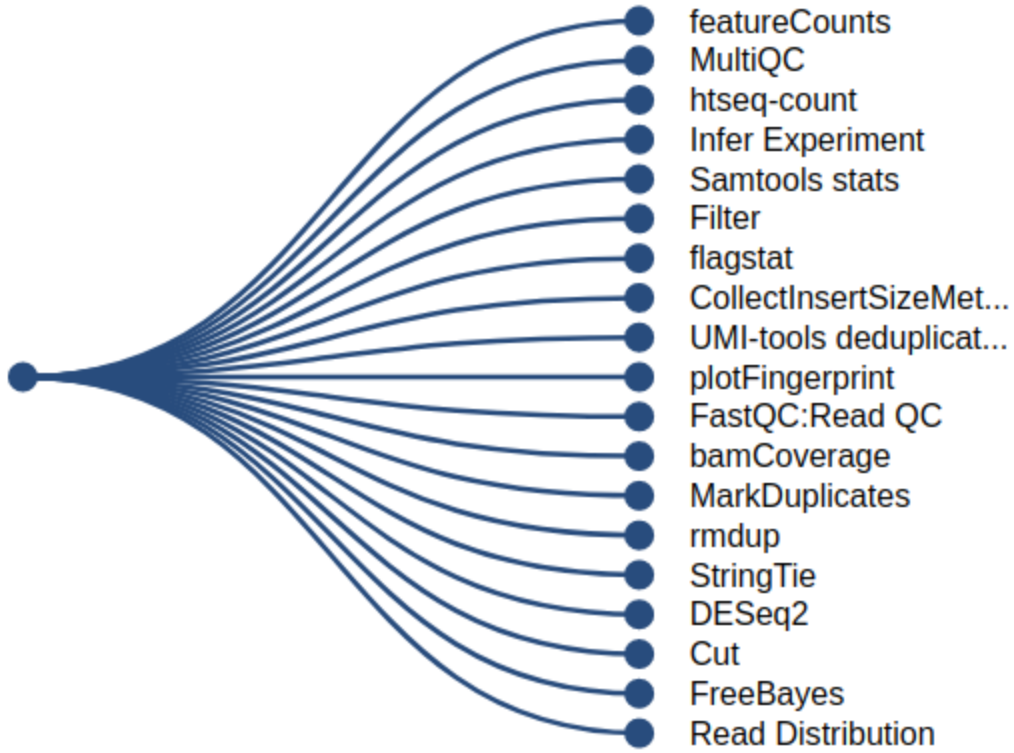 featureCounts
MultiQC
htseq-count
Infer Experiment
Samtools stats
Filter
flagstat
CollectInsertSizeMet...
UMI-tools deduplicat...
plotFingerprint
FastQC:Read QC
bamCoverage
MarkDuplicates
rmdup
StringTie
DESeq2
Cut
FreeBayes
Read Distribution